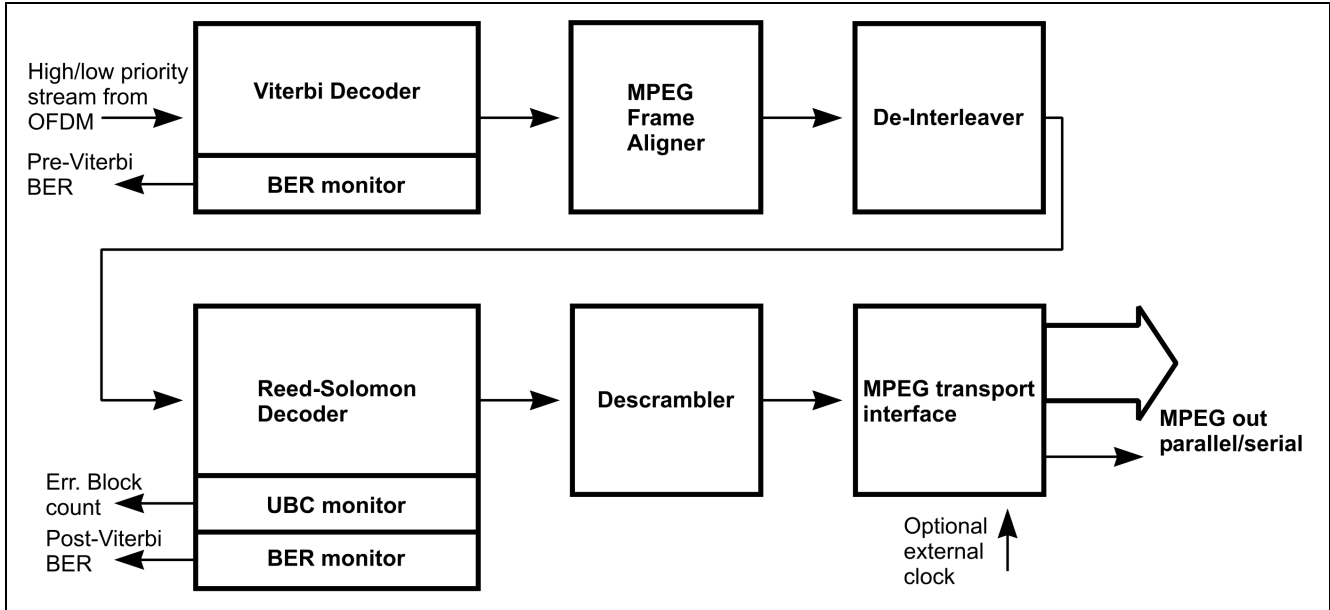 High/low priority
stream from
OFDM
Viterbi Decoder
MPEG
Frame
Aligner
De-Interleaver
Pre-Viterbi
BER
BER monitor
Reed-Solomon
Decoder
Descrambler
MPEG transport
interface
MPEG out
parallel/serial
Err. Block
count
UBC monitor
Post-Viterbi
BER
BER monitor
Optional
external
clock